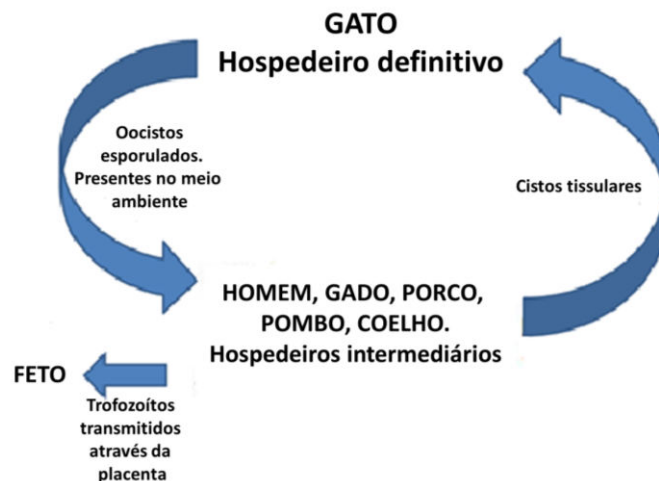 GATO
Hospedeiro definitivo
Oocistos
esporulados.
Presentes no meio
ambiente
Cistos tissulares
HOMEM, GADO, PORCO,
POMBO, COELHO.
Hospedeiros intermediários
FETO
Trofozoítos
transmitidos
através da
placenta